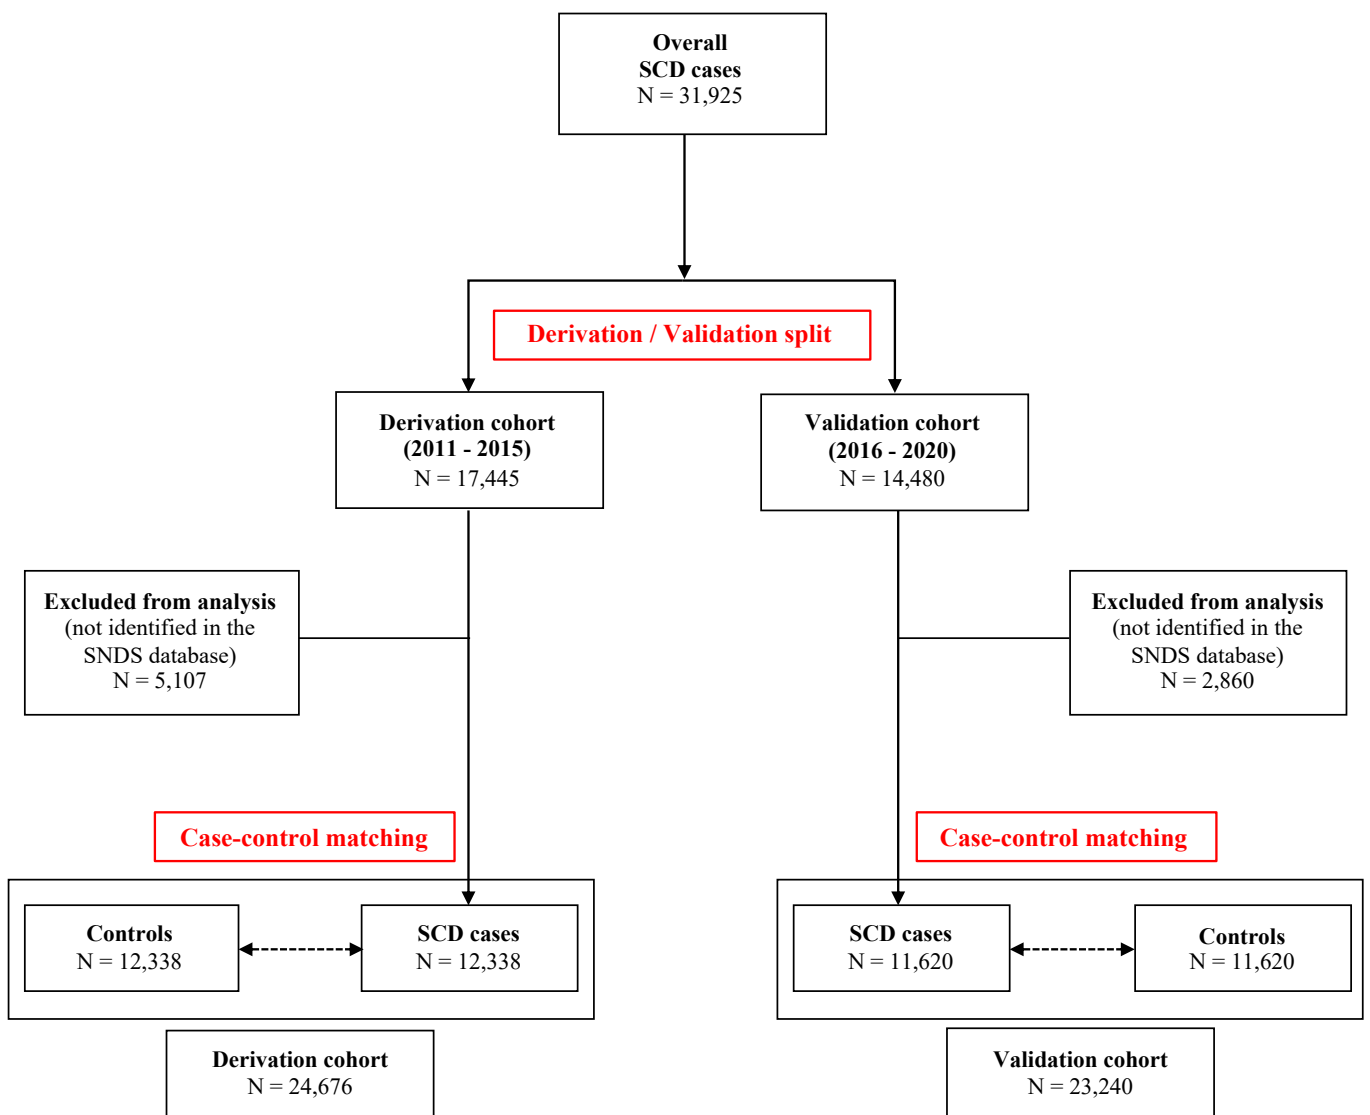 Overall
SCD cases
N = 31,925
Derivation / Validation split
Derivation cohort
(2011 - 2015)
N = 17,445
Validation cohort
(2016 - 2020)
N = 14,480
Excluded from analysis
(not identified in the
SNDS database)
N = 5,107
Excluded from analysis
(not identified in the
SNDS database)
N = 2,860
Case-control matching
Case-control matching
Controls
N = 12,338
SCD cases
N = 12,338
SCD cases
N = 11,620
Controls
N = 11,620
Derivation cohort
N = 24,676
Validation cohort
N = 23,240